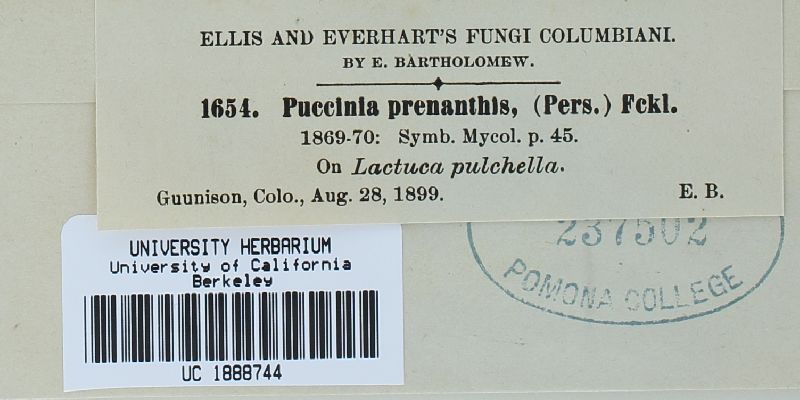 ELLIS AND EVERHART'S FUNGI COLUMBIANI.
BY E. BARTHOLOMEW.
1654. Puccinia prenanthis, (Pers.) Fckl.
1869-70: Symb. Mycol. p. 45.
On Lactuca pulchella.
Guunison, Colo., Aug. 28, 1899. E. B.
237502
POMONA COLLEGE
UNIVERSITY HERBARIUM
University of California
Berkeley
UC 1888744